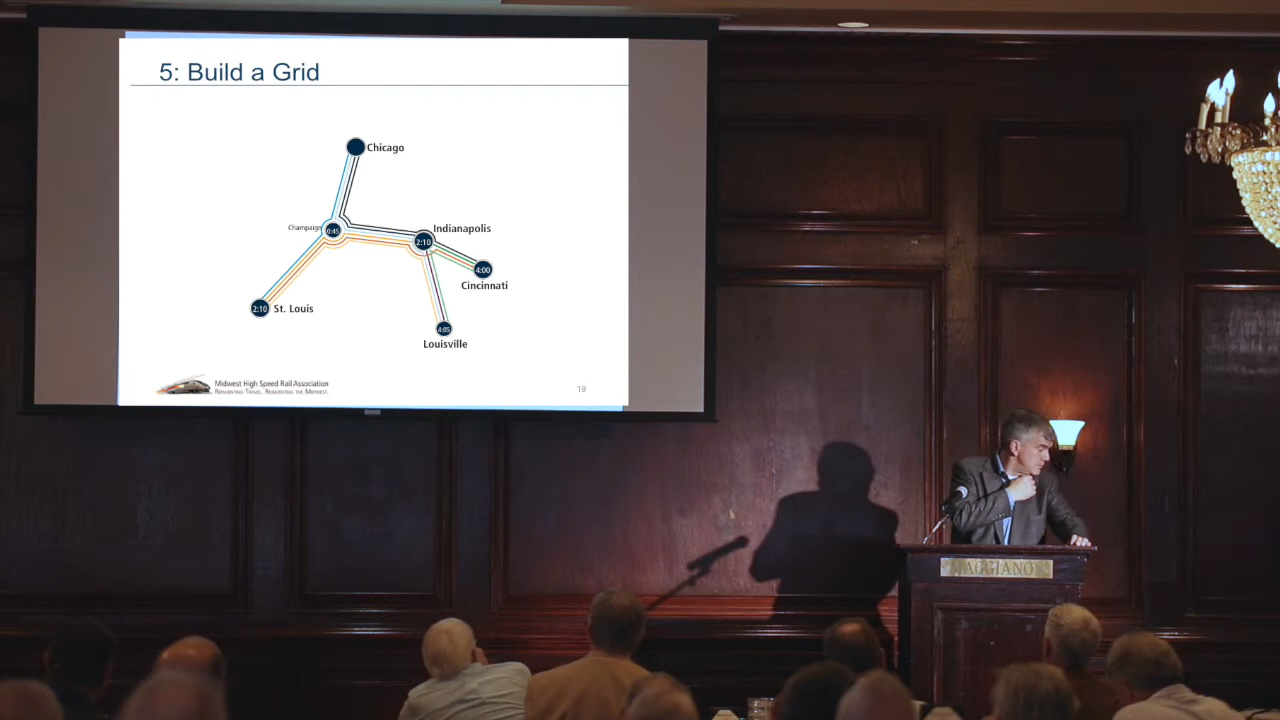 5: Build a Grid
Chicago
Champaign
0:45
Indianapolis
2:10
4:00
Cincinnati
2:10
St. Louis
4:05
Louisville
Midwest High Speed Rail Association
Reinventing Travel. Reinventing the Midwest.
19
MAGGIANO'S